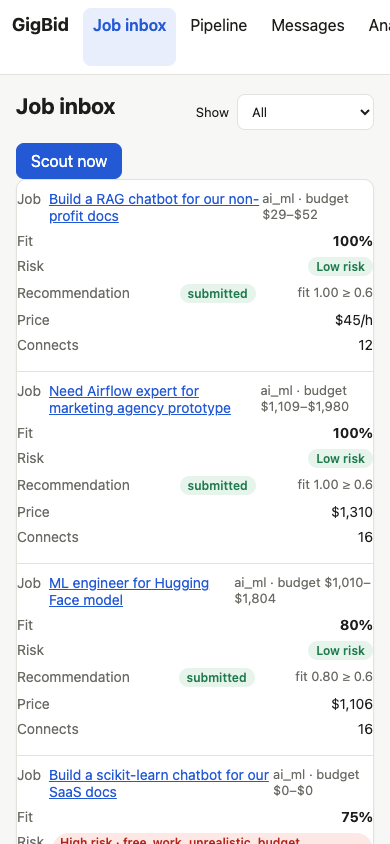 GigBid Job inbox Pipeline Messages Ana
Job inbox
Show All
Scout now
Job Build a RAG chatbot for our non- ai_ml · budget
profit docs $29–$52
Fit 100%
Risk Low risk
Recommendation submitted fit 1.00 ≥ 0.6
Price $45/h
Connects 12
Job Need Airflow expert for ai_ml · budget
marketing agency prototype $1,109–$1,980
Fit 100%
Risk Low risk
Recommendation submitted fit 1.00 ≥ 0.6
Price $1,310
Connects 16
Job ML engineer for Hugging ai_ml · budget $1,010–
Face model $1,804
Fit 80%
Risk Low risk
Recommendation submitted fit 0.80 ≥ 0.6
Price $1,106
Connects 16
Job Build a scikit-learn chatbot for our ai_ml · budget
SaaS docs $0–$0
Fit 75%
Risk High risk · free_work, unrealistic_budget